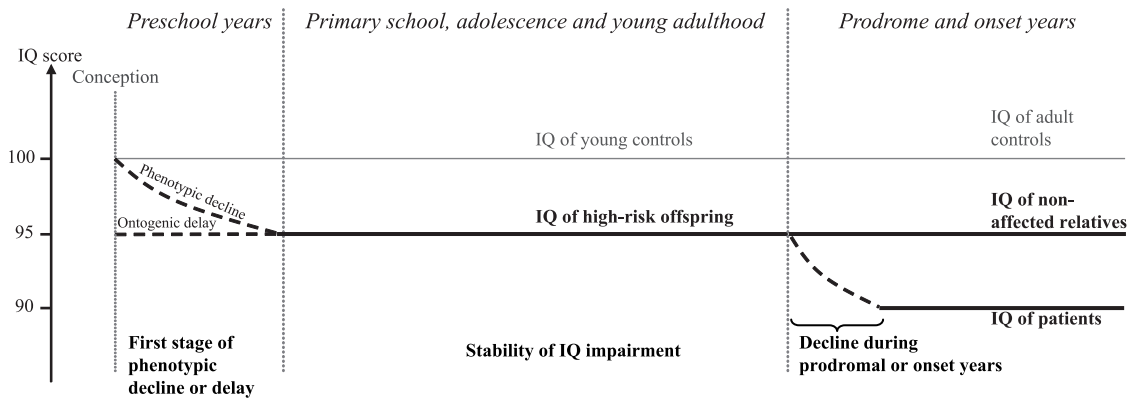 Preschool years
Primary school, adolescence and young adulthood
Prodrome and onset years
IQ score
Conception
IQ of adult
controls
IQ of young controls
100
Phenotypic decline
IQ of non-
affected relatives
IQ of high-risk offspring
Ontogenic delay
95
90
IQ of patients
First stage of
phenotypic
decline or delay
Stability of IQ impairment
Decline during
prodromal or onset years